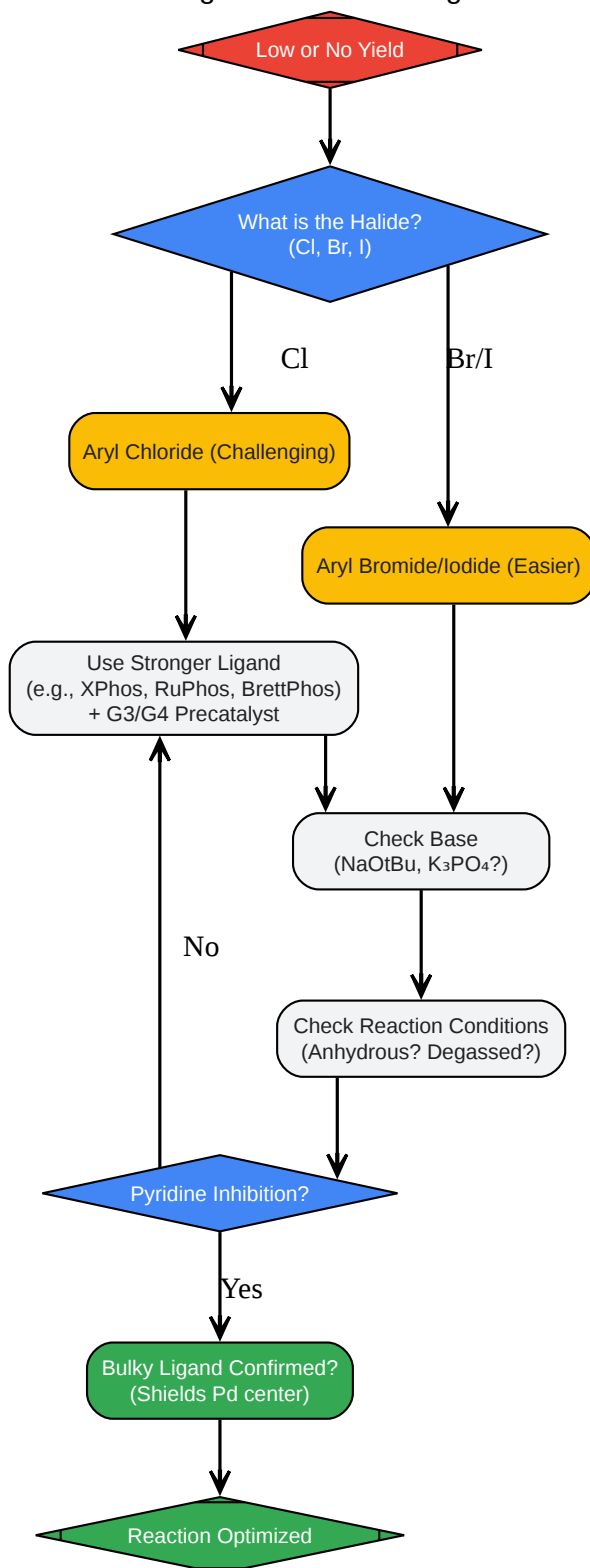 Low or No Yield
What is the Halide?
(Cl, Br, I)
Cl
Br/I
Aryl Chloride (Challenging)
Aryl Bromide/Iodide (Easier)
Use Stronger Ligand
(e.g., XPhos, RuPhos, BrettPhos)
+ G3/G4 Precatalyst
Check Base
(NaOtBu, K₃PO₄?)
No
Check Reaction Conditions
(Anhydrous? Degassed?)
Pyridine Inhibition?
Yes
Bulky Ligand Confirmed?
(Shields Pd center)
Reaction Optimized